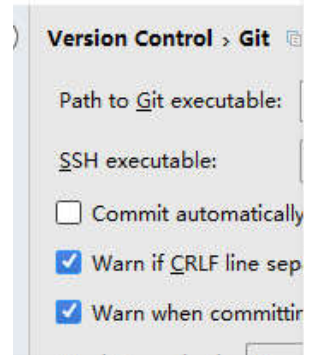 Version Control › Git
Path to Git executable:
SSH executable:
Commit automatically
Warn if CRLF line sep
Warn when committin